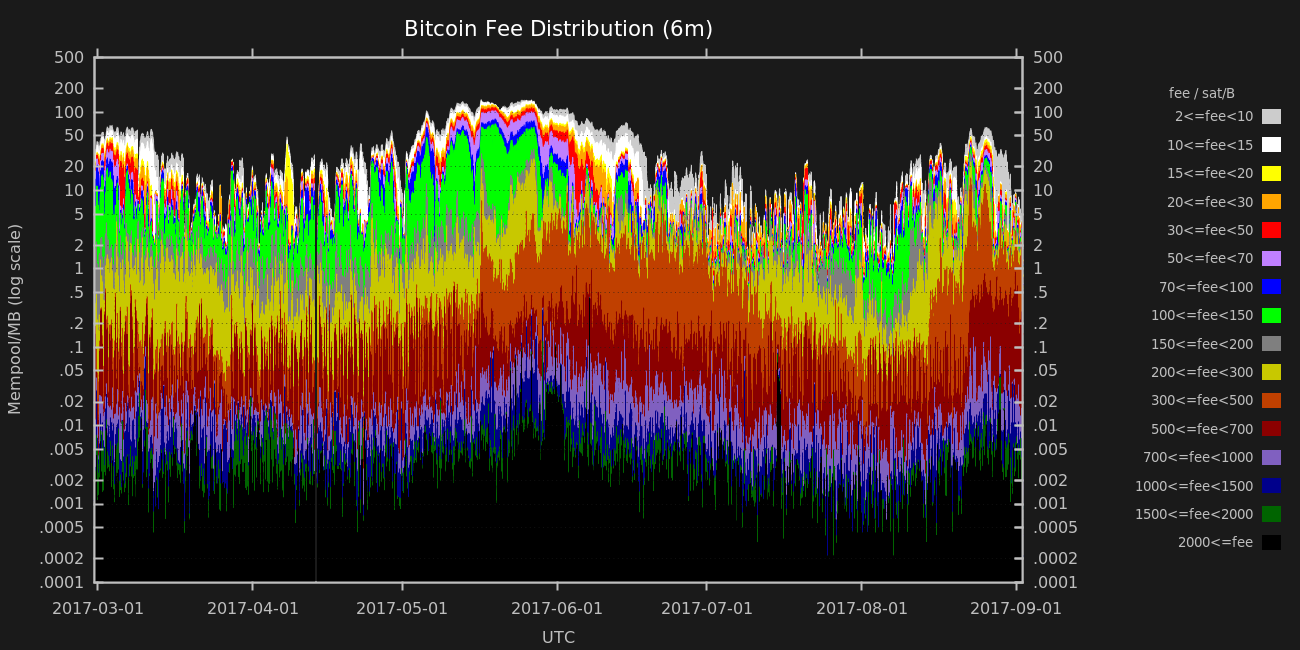 Bitcoin Fee Distribution (6m)
500
200
100
50
20
10
5
2
1
.5
.2
.1
.05
.02
.01
.005
.002
.001
.0005
.0002
.0001
Mempool/MB (log scale)
500
200
100
50
20
10
5
2
1
.5
.2
.1
.05
.02
.01
.005
.002
.001
.0005
.0002
.0001
2017-03-01
2017-04-01
2017-05-01
2017-06-01
2017-07-01
2017-08-01
2017-09-01
UTC
fee / sat/B
2<=fee<10
10<=fee<15
15<=fee<20
20<=fee<30
30<=fee<50
50<=fee<70
70<=fee<100
100<=fee<150
150<=fee<200
200<=fee<300
300<=fee<500
500<=fee<700
700<=fee<1000
1000<=fee<1500
1500<=fee<2000
2000<=fee